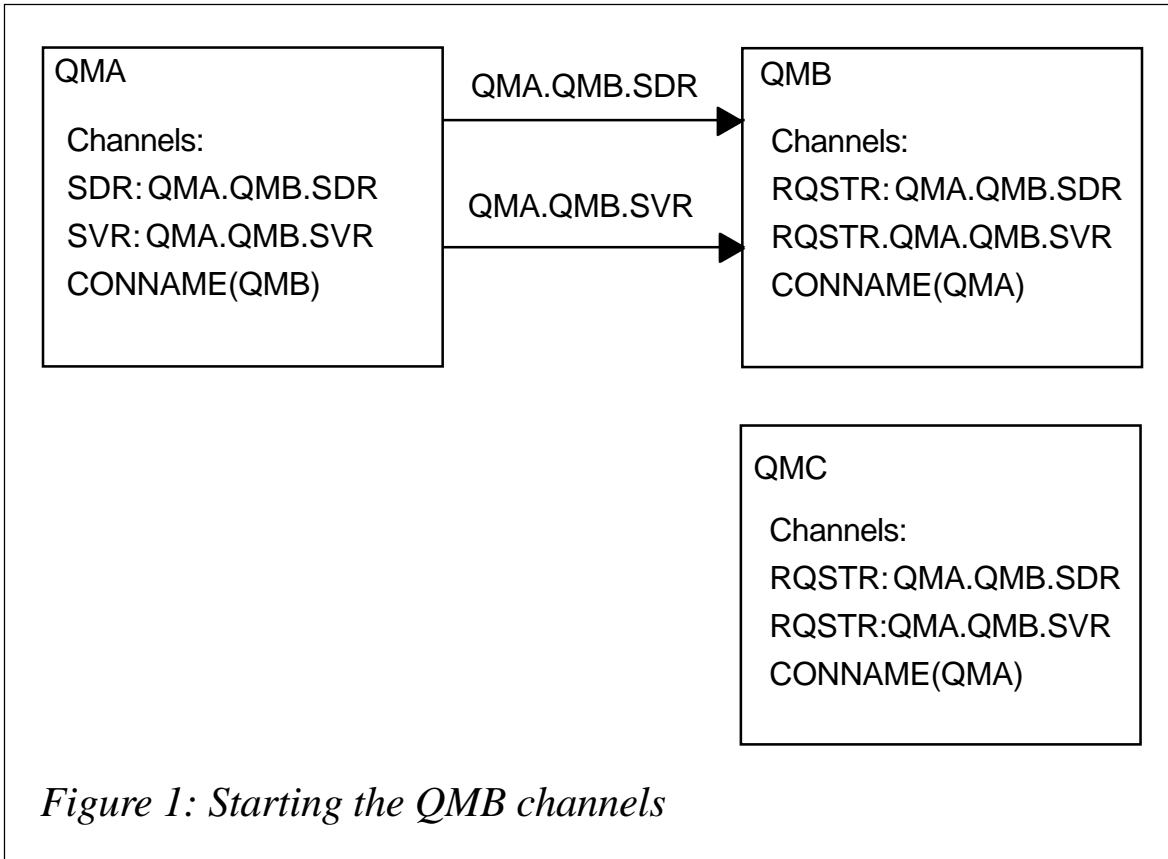 QMA
Channels:
SDR: QMA.QMB.SDR
SVR: QMA.QMB.SVR
CONNAME(QMB)
QMA.QMB.SDR
QMA.QMB.SVR
QMB
Channels:
RQSTR: QMA.QMB.SDR
RQSTR.QMA.QMB.SVR
CONNAME(QMA)
QMC
Channels:
RQSTR: QMA.QMB.SDR
RQSTR:QMA.QMB.SVR
CONNAME(QMA)
Figure 1: Starting the QMB channels